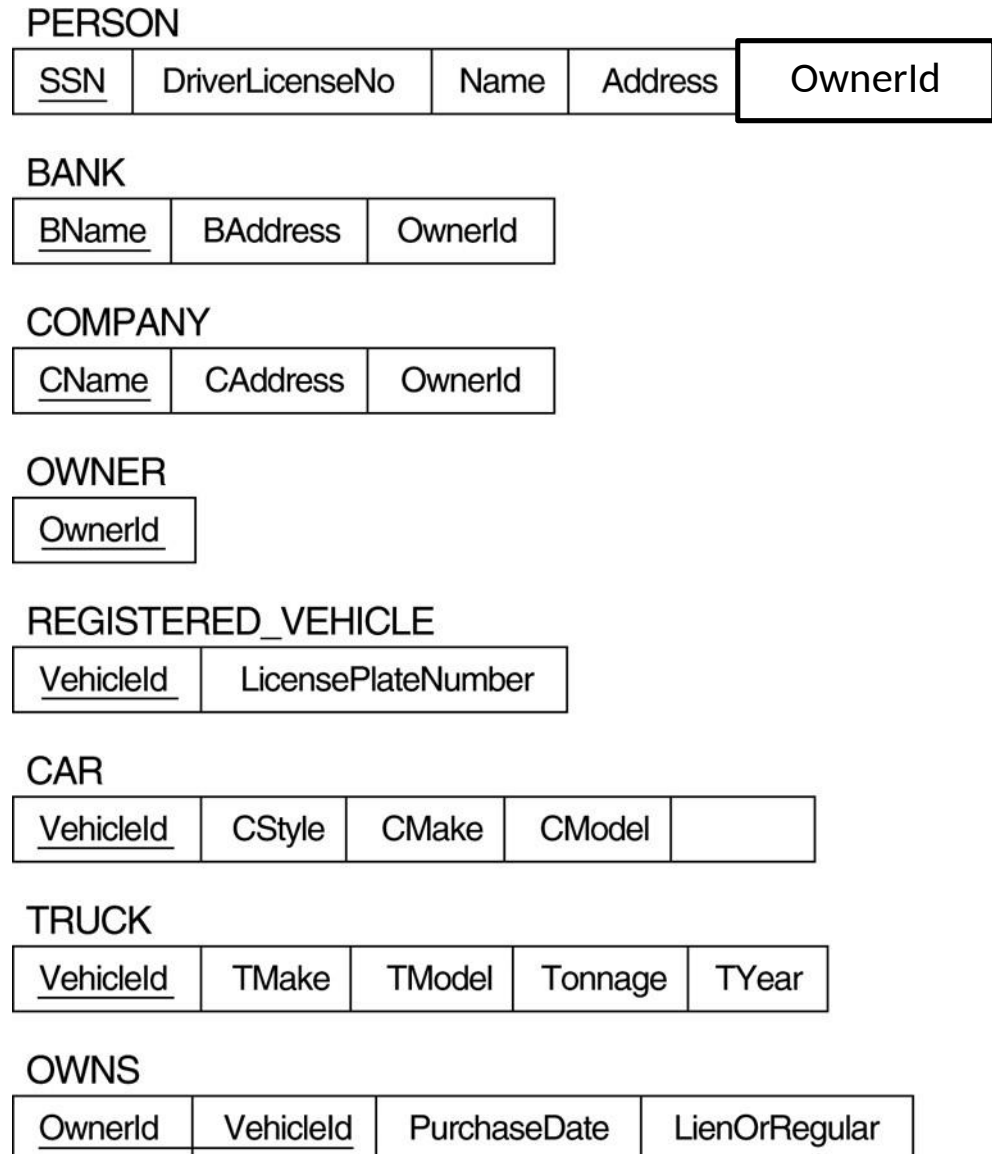 PERSON
SSN DriverLicenseNo Name Address OwnerId
BANK
BName BAddress OwnerId
COMPANY
CName CAddress OwnerId
OWNER
OwnerId
REGISTERED_VEHICLE
VehicleId LicensePlateNumber
CAR
VehicleId CStyle CMake CModel
TRUCK
VehicleId TMake TModel Tonnage TYear
OWNS
OwnerId VehicleId PurchaseDate LienOrRegular